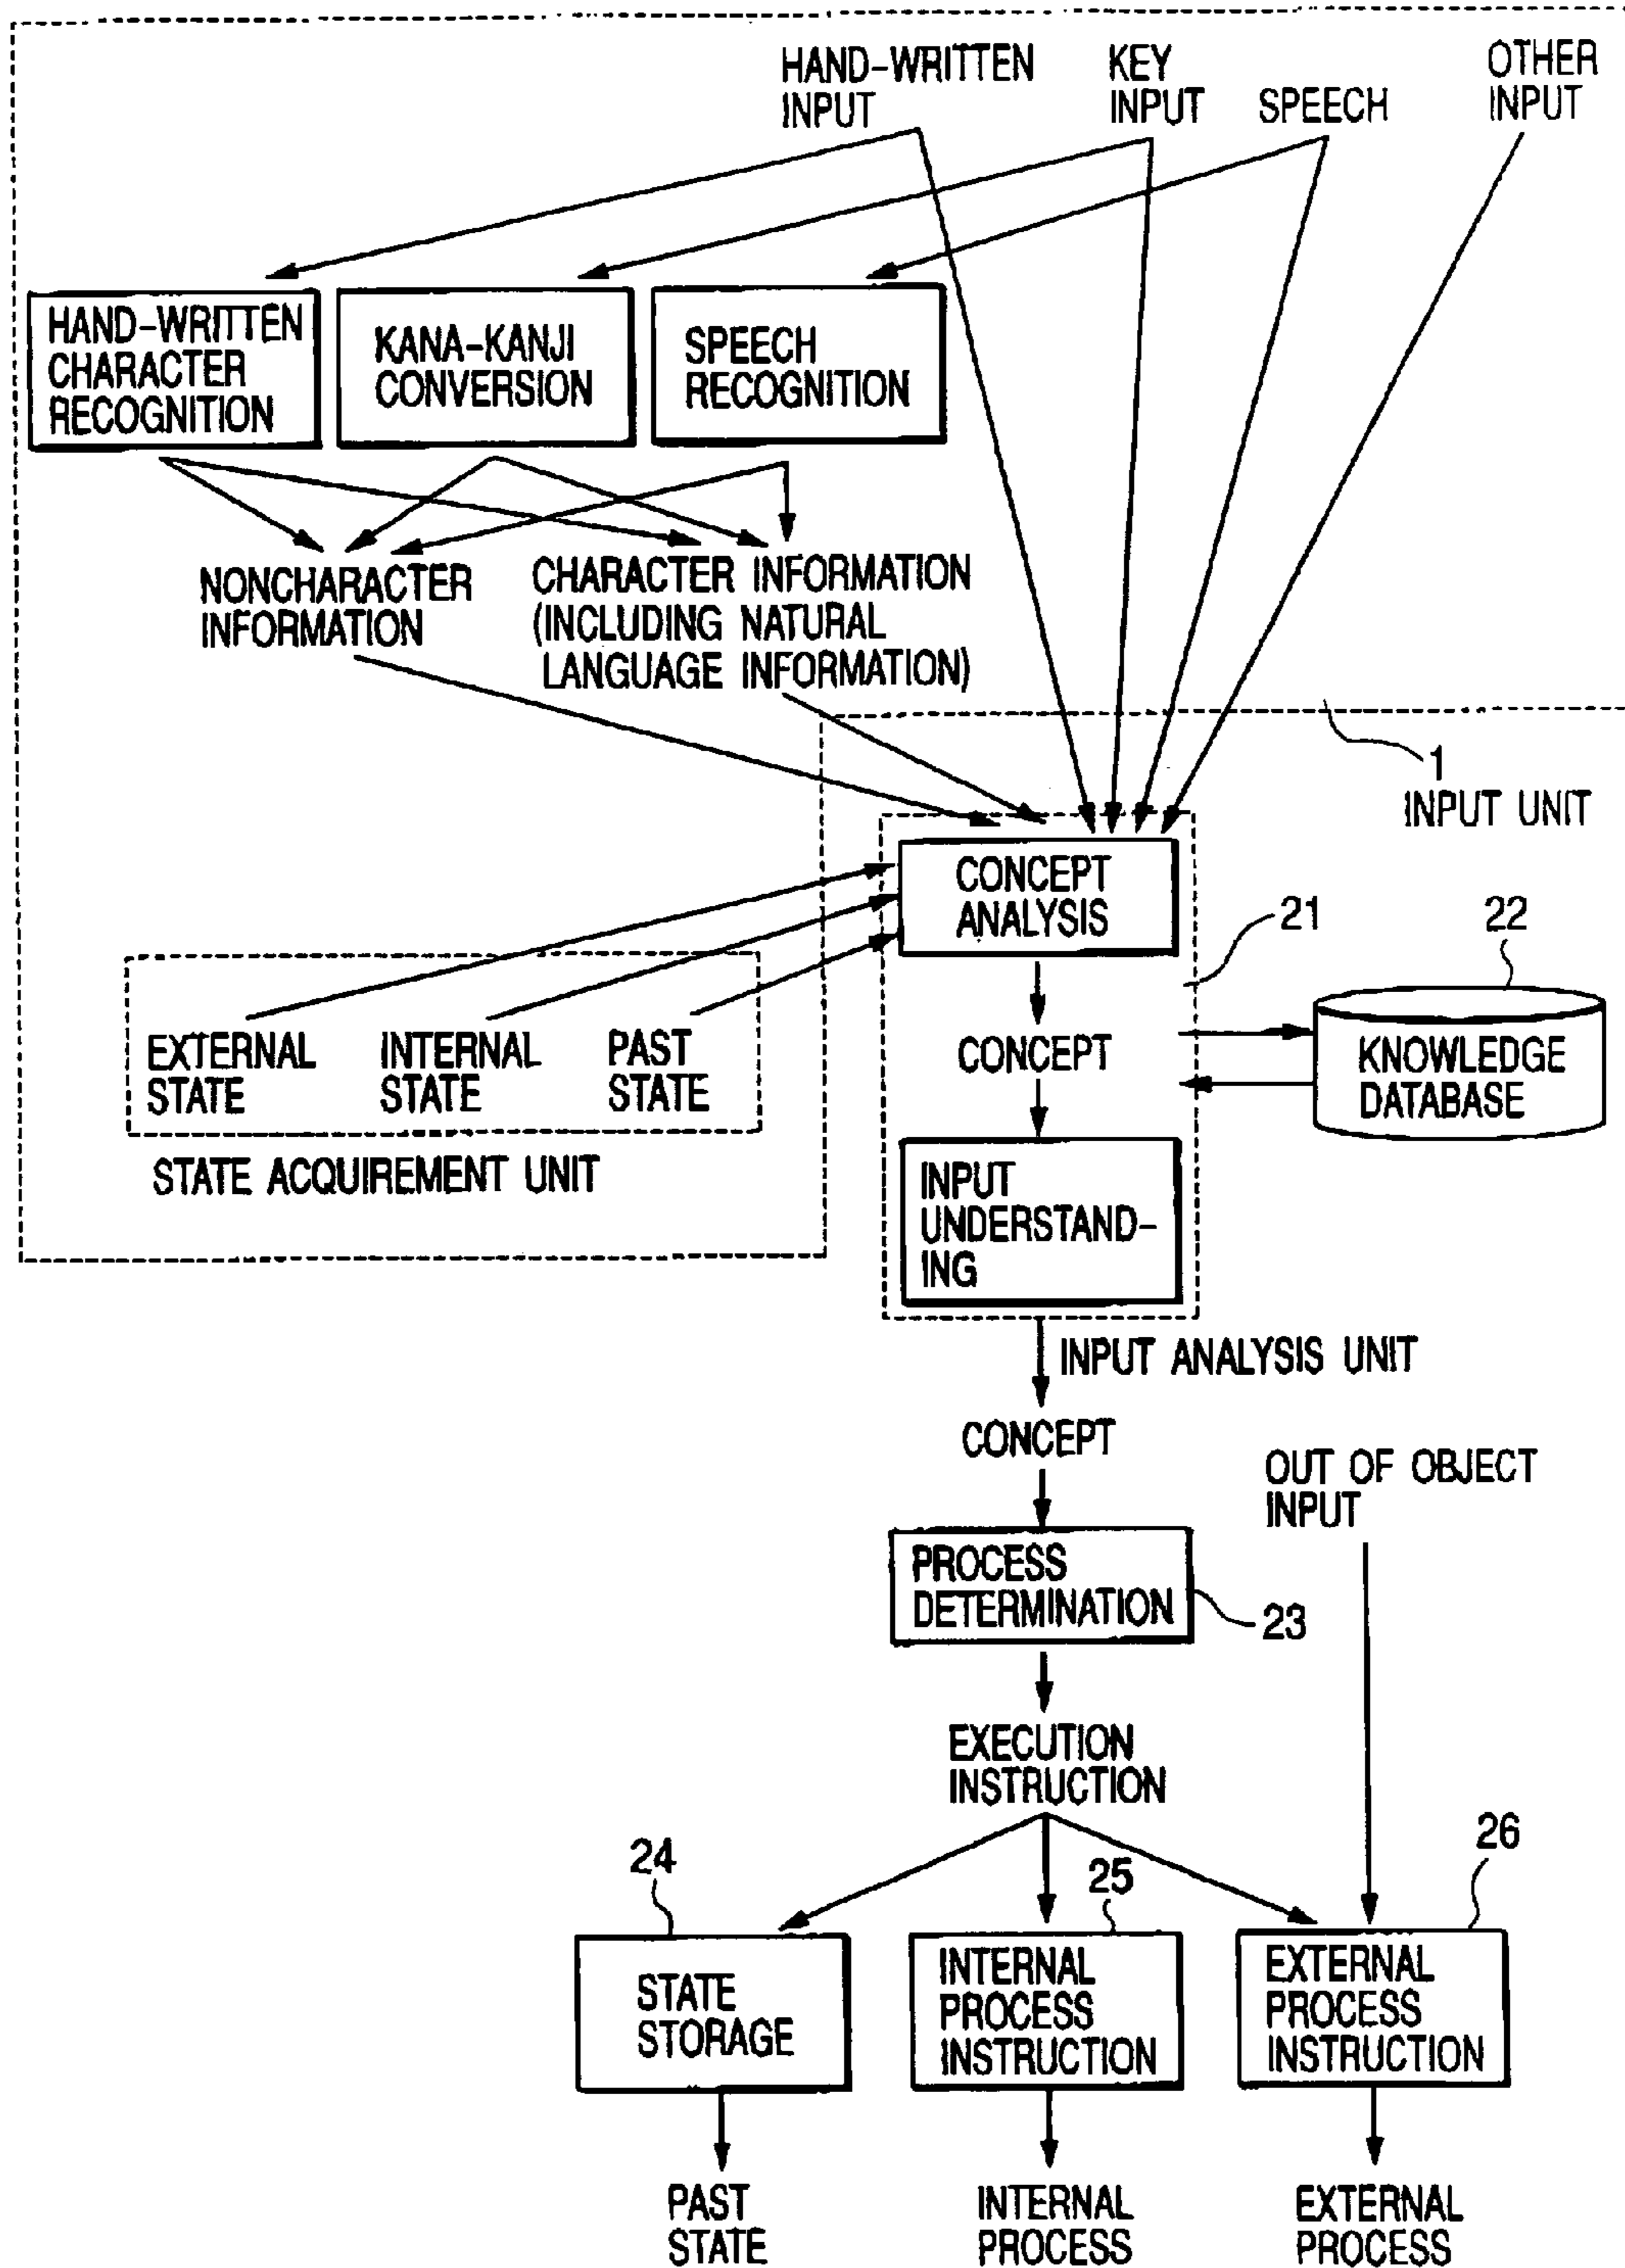 HAND-WRITTEN
INPUT
KEY
INPUT
SPEECH
OTHER
INPUT
HAND-WRITTEN
CHARACTER
RECOGNITION
KANA-KANJI
CONVERSION
SPEECH
RECOGNITION
NONCHARACTER
INFORMATION
CHARACTER INFORMATION
(INCLUDING NATURAL
LANGUAGE INFORMATION)
1
INPUT UNIT
CONCEPT
ANALYSIS
21
22
EXTERNAL
STATE
INTERNAL
STATE
PAST
STATE
CONCEPT
KNOWLEDGE
DATABASE
STATE ACQUIREMENT UNIT
INPUT
UNDERSTAND-
ING
INPUT ANALYSIS UNIT
CONCEPT
OUT OF OBJECT
INPUT
PROCESS
DETERMINATION
23
EXECUTION
INSTRUCTION
24
25
26
STATE
STORAGE
INTERNAL
PROCESS
INSTRUCTION
EXTERNAL
PROCESS
INSTRUCTION
PAST
STATE
INTERNAL
PROCESS
EXTERNAL
PROCESS